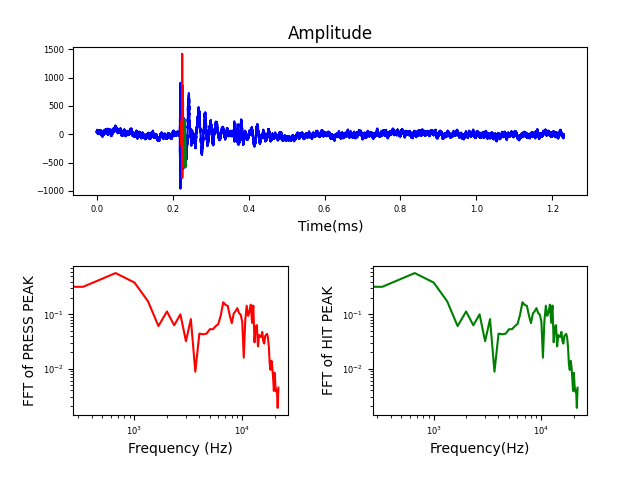 Amplitude
1500
1000
500
0
−500
−1000
0.0 0.2 0.4 0.6 0.8 1.0 1.2
Time(ms)
FFT of PRESS PEAK
10⁻¹
10⁻²
10³ 10⁴
Frequency (Hz)
FFT of HIT PEAK
10⁻¹
10⁻²
10³ 10⁴
Frequency(Hz)